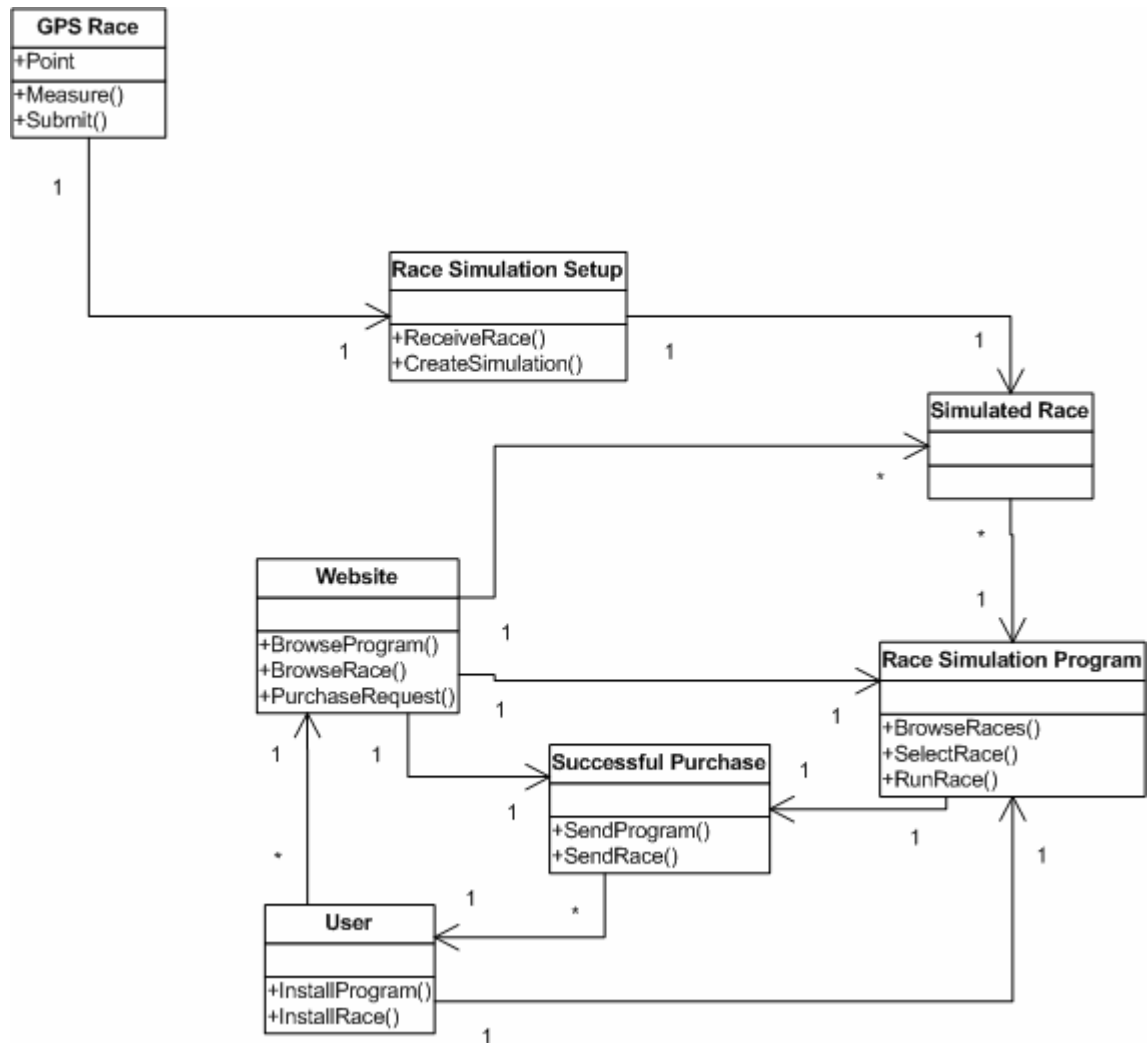 GPS Race
+Point
+Measure()
+Submit()
1
Race Simulation Setup
+ReceiveRace()
+CreateSimulation()
1
1
1
Simulated Race
*
*
Website
+BrowseProgram()
+BrowseRace()
+PurchaseRequest()
1
1
1
Race Simulation Program
+BrowseRaces()
+SelectRace()
+RunRace()
1
1
1
Successful Purchase
+SendProgram()
+SendRace()
1
1
1
1
*
1
*
User
+InstallProgram()
+InstallRace()
1